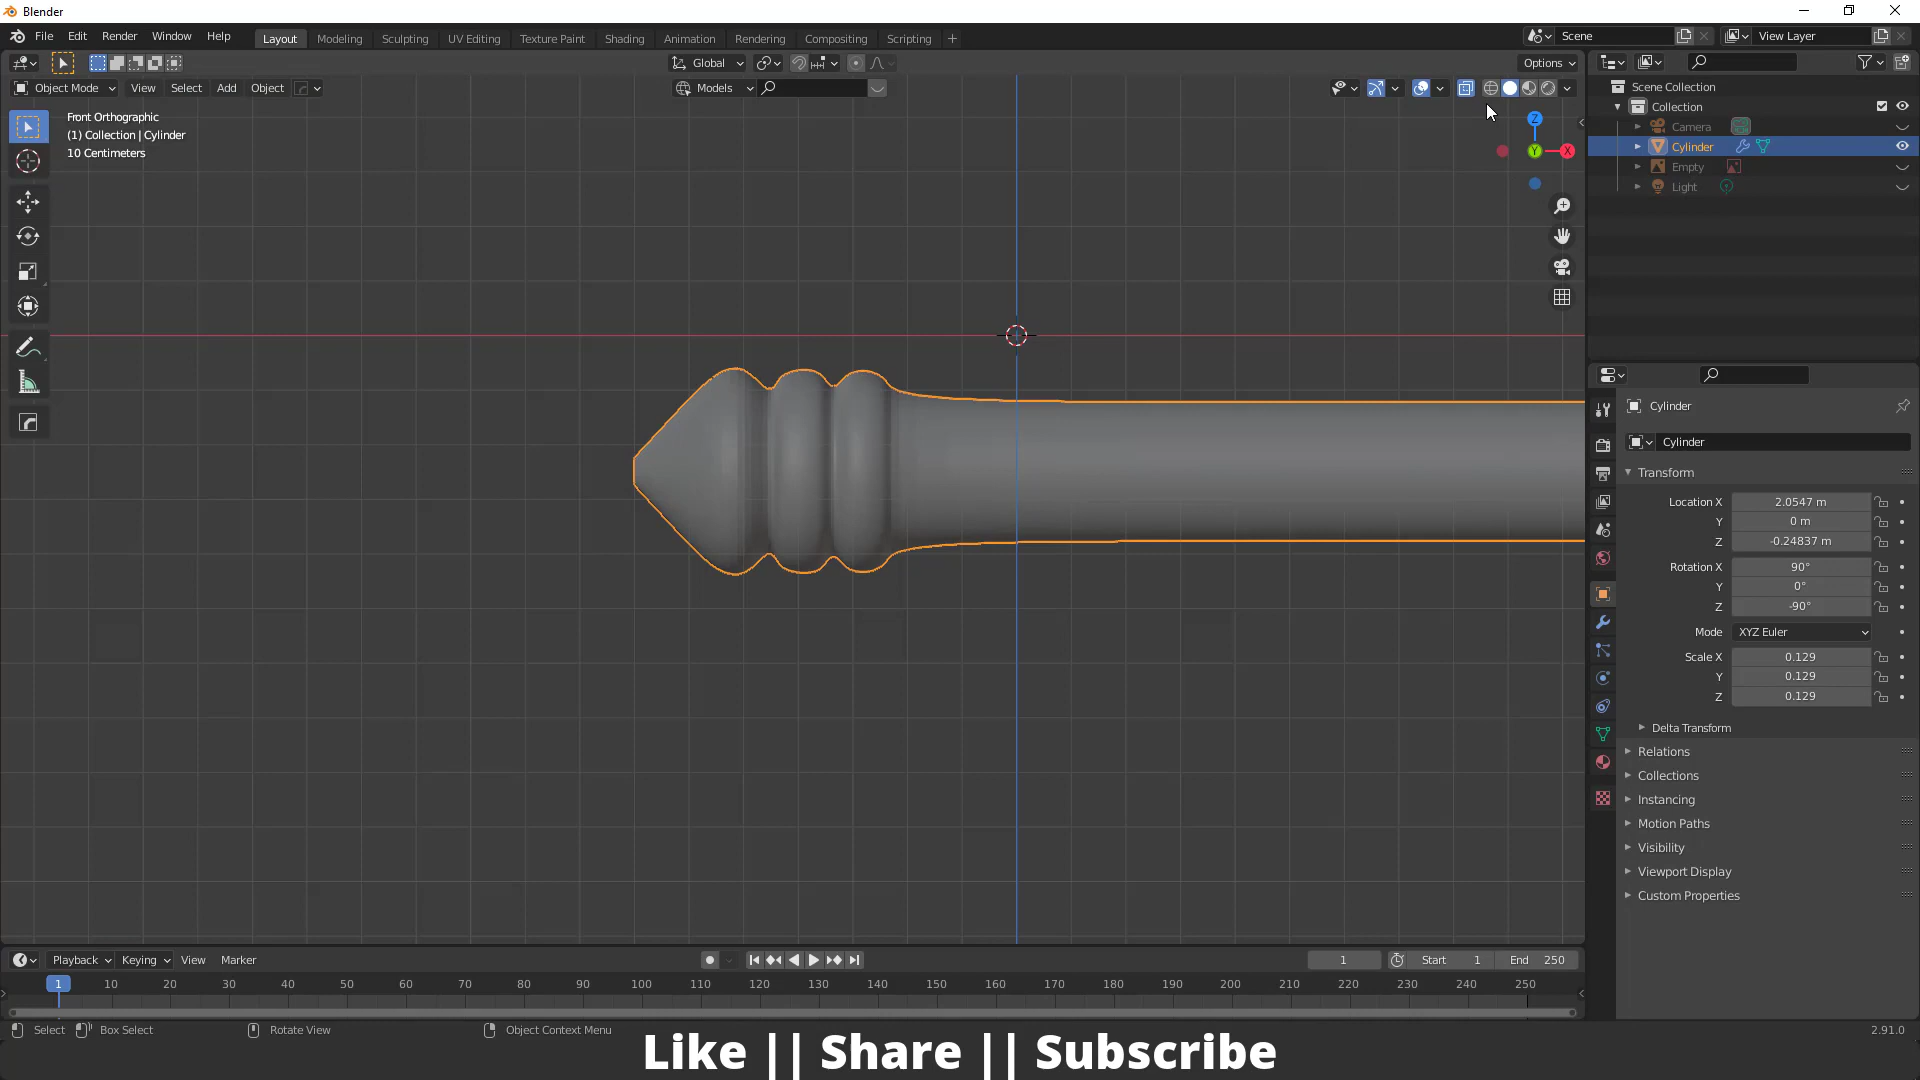 Blender
File Edit Render Window Help
Layout Modeling Sculpting UV Editing Texture Paint Shading Animation Rendering Compositing Scripting +
Scene
View Layer
Global
Options
Object Mode View Select Add Object
Models
Front Orthographic
(1) Collection | Cylinder
10 Centimeters
Z
Y
X
Scene Collection
Collection
Camera
Cylinder
Empty
Light
Cylinder
Cylinder
Transform
Location X 2.0547 m
Y 0 m
Z -0.24837 m
Rotation X 90°
Y 0°
Z -90°
Mode XYZ Euler
Scale X 0.129
Y 0.129
Z 0.129
Delta Transform
Relations
Collections
Instancing
Motion Paths
Visibility
Viewport Display
Custom Properties
Playback Keying View Marker
1
Start 1
End 250
1 10 20 30 40 50 60 70 80 90 100 110 120 130 140 150 160 170 180 190 200 210 220 230 240 250
Select
Box Select
Rotate View
Object Context Menu
2.91.0
Like || Share || Subscribe